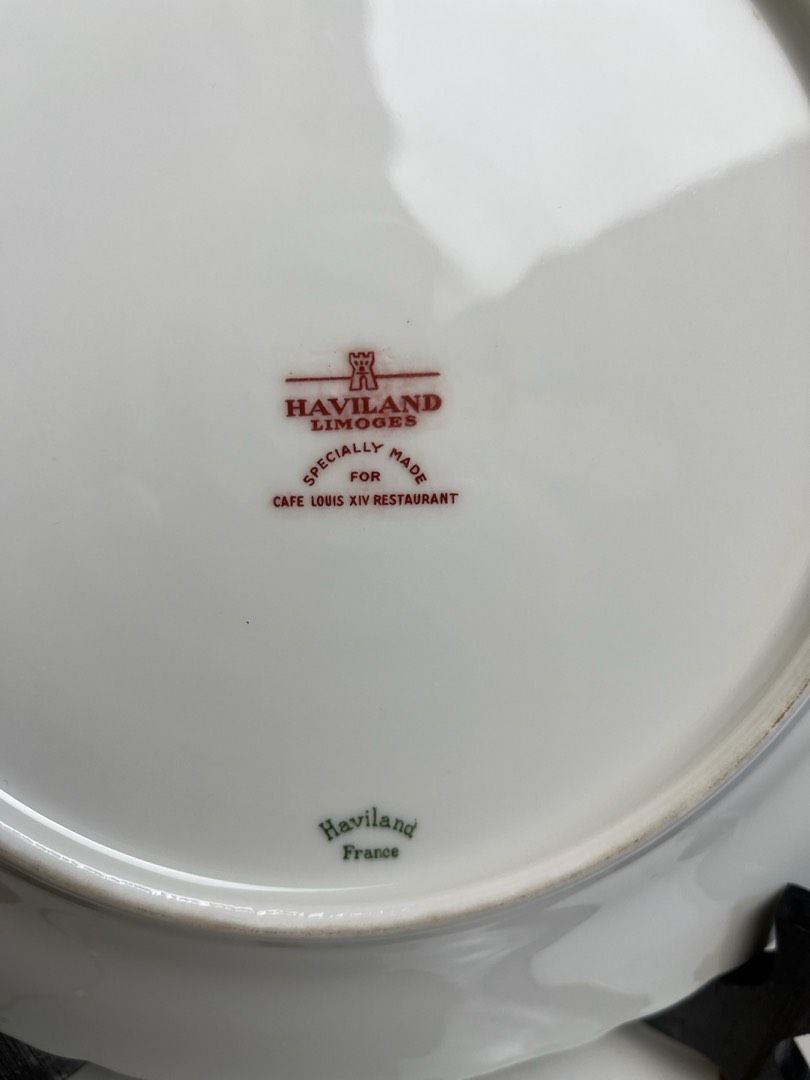 HAVILAND
LIMOGES
SPECIALLY MADE
FOR
CAFE LOUIS XIV RESTAURANT
Haviland
France